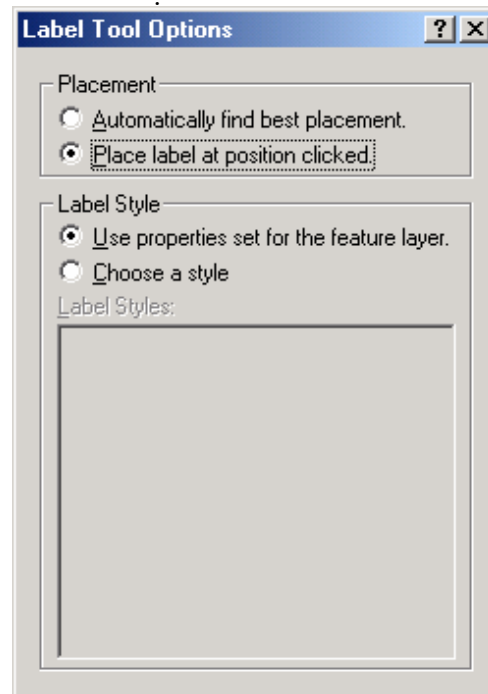 Label Tool Options
Placement
Automatically find best placement.
Place label at position clicked.
Label Style
Use properties set for the feature layer.
Choose a style
Label Styles: